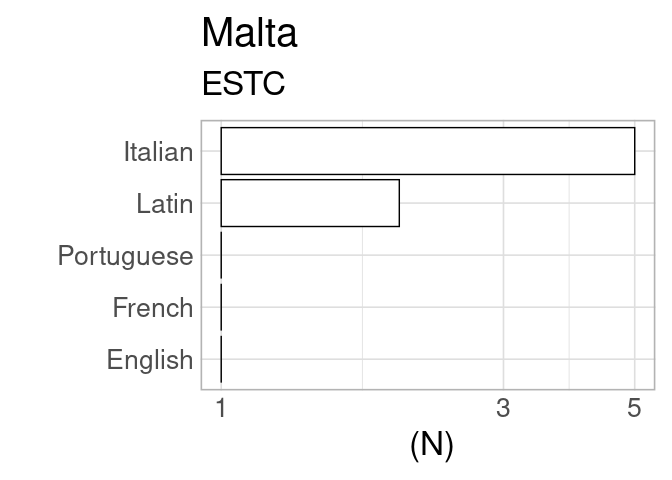 Malta
ESTC
Italian
Latin
Portuguese
French
English
1 3 5
(N)